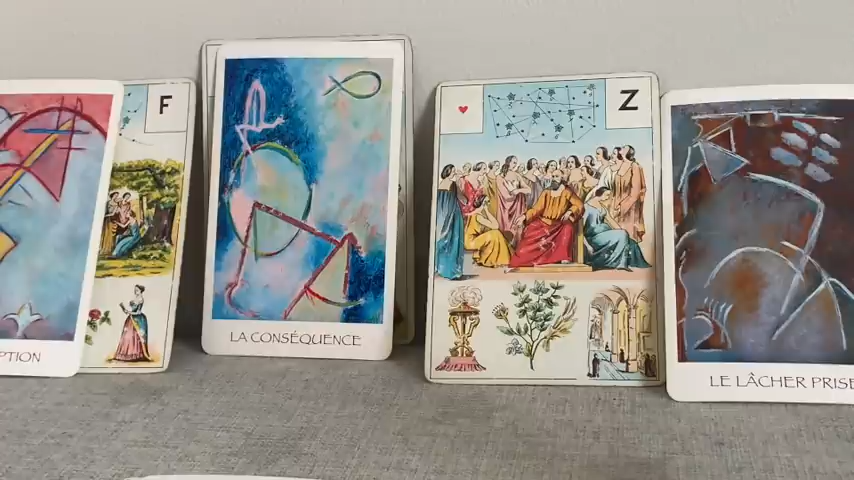 PTION
F
LA CONSÉQUENCE
Z
LE LÂCHER PRISE